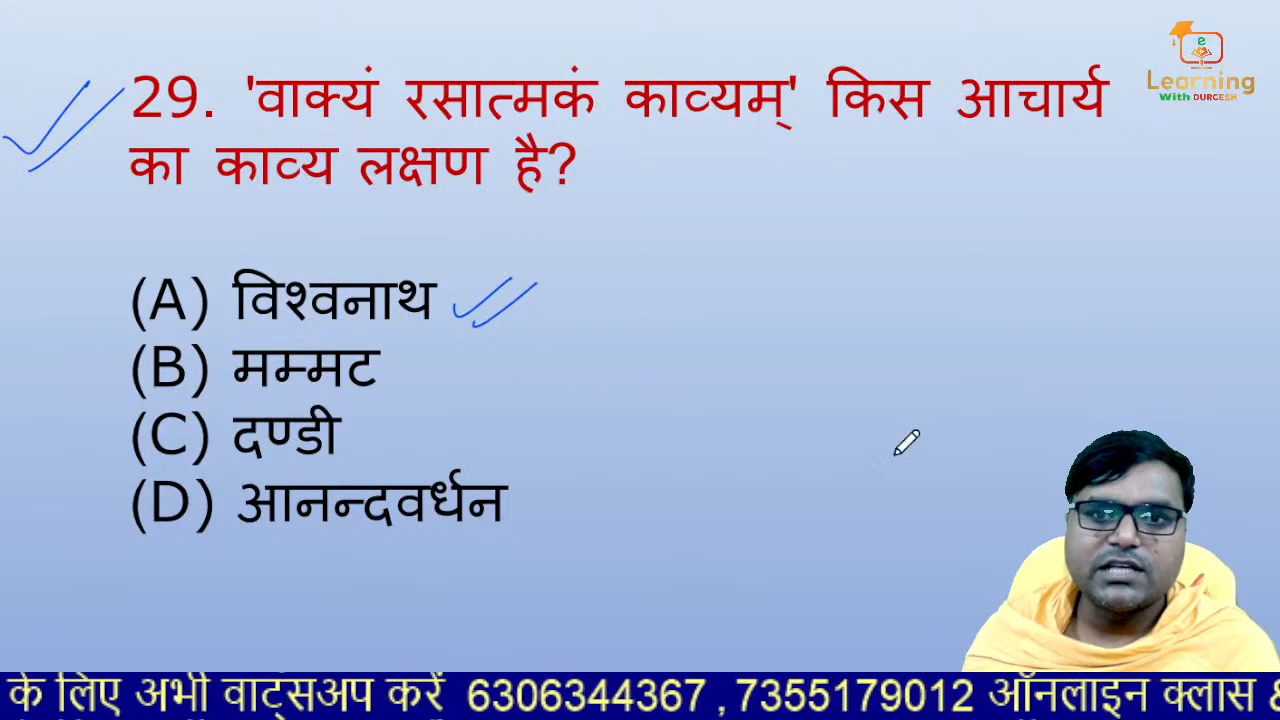 e
Learning
With DURGESH
29. 'वाक्यं रसात्मकं काव्यम्' किस आचार्य
का काव्य लक्षण है?
(A) विश्वनाथ
(B) मम्मट
(C) दण्डी
(D) आनन्दवर्धन
के लिए अभी वाट्सअप करें 6306344367 , 7355179012 ऑनलाइन क्लास &